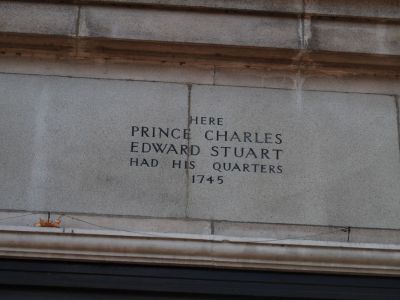 HERE
PRINCE CHARLES
EDWARD STUART
HAD HIS QUARTERS
1745